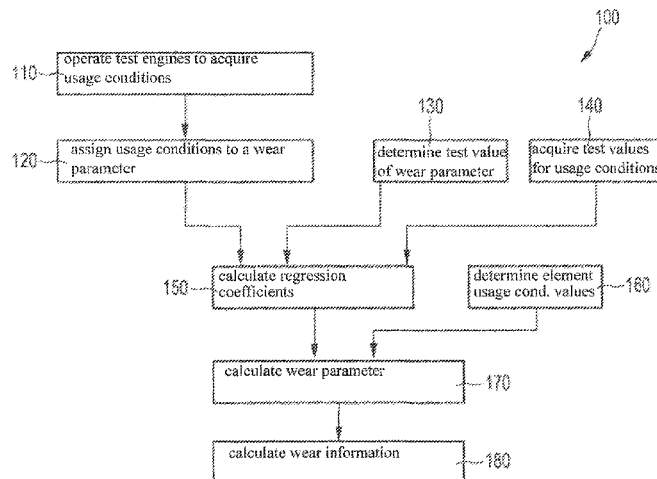 100
operate test engines to acquire
usage conditions
110
130
140
assign usage conditions to a wear
parameter
120
determine test value
of wear parameter
acquire test values
for usage conditions
calculate regression
coefficients
150
determine element
usage cond. values
160
calculate wear parameter
170
calculate wear information
180